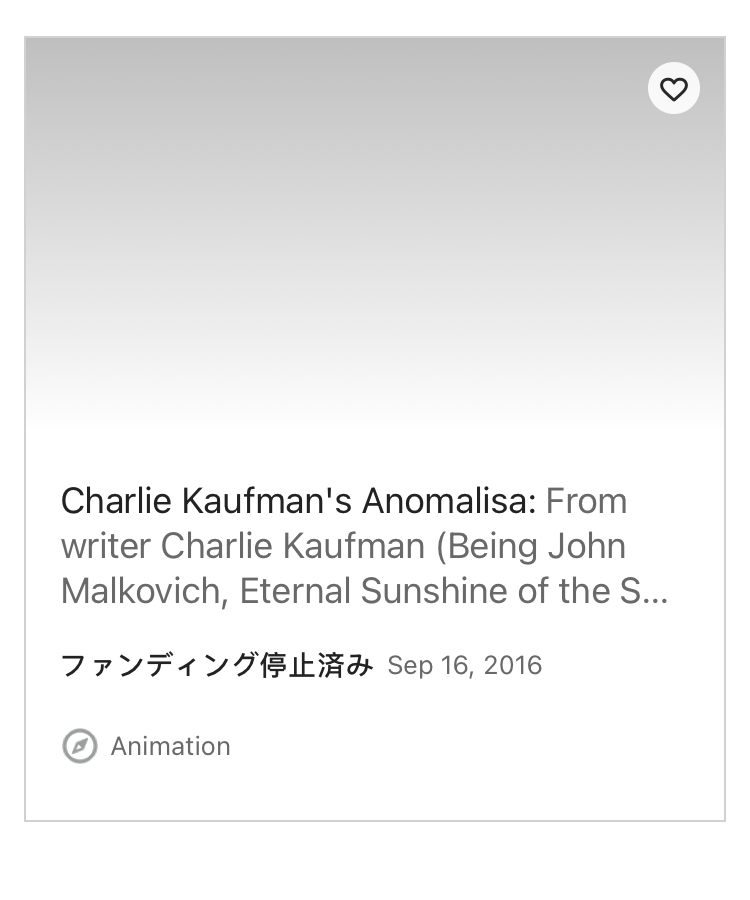 Charlie Kaufman's Anomalisa: From
writer Charlie Kaufman (Being John
Malkovich, Eternal Sunshine of the S...
ファンディング停止済み Sep 16, 2016
Animation